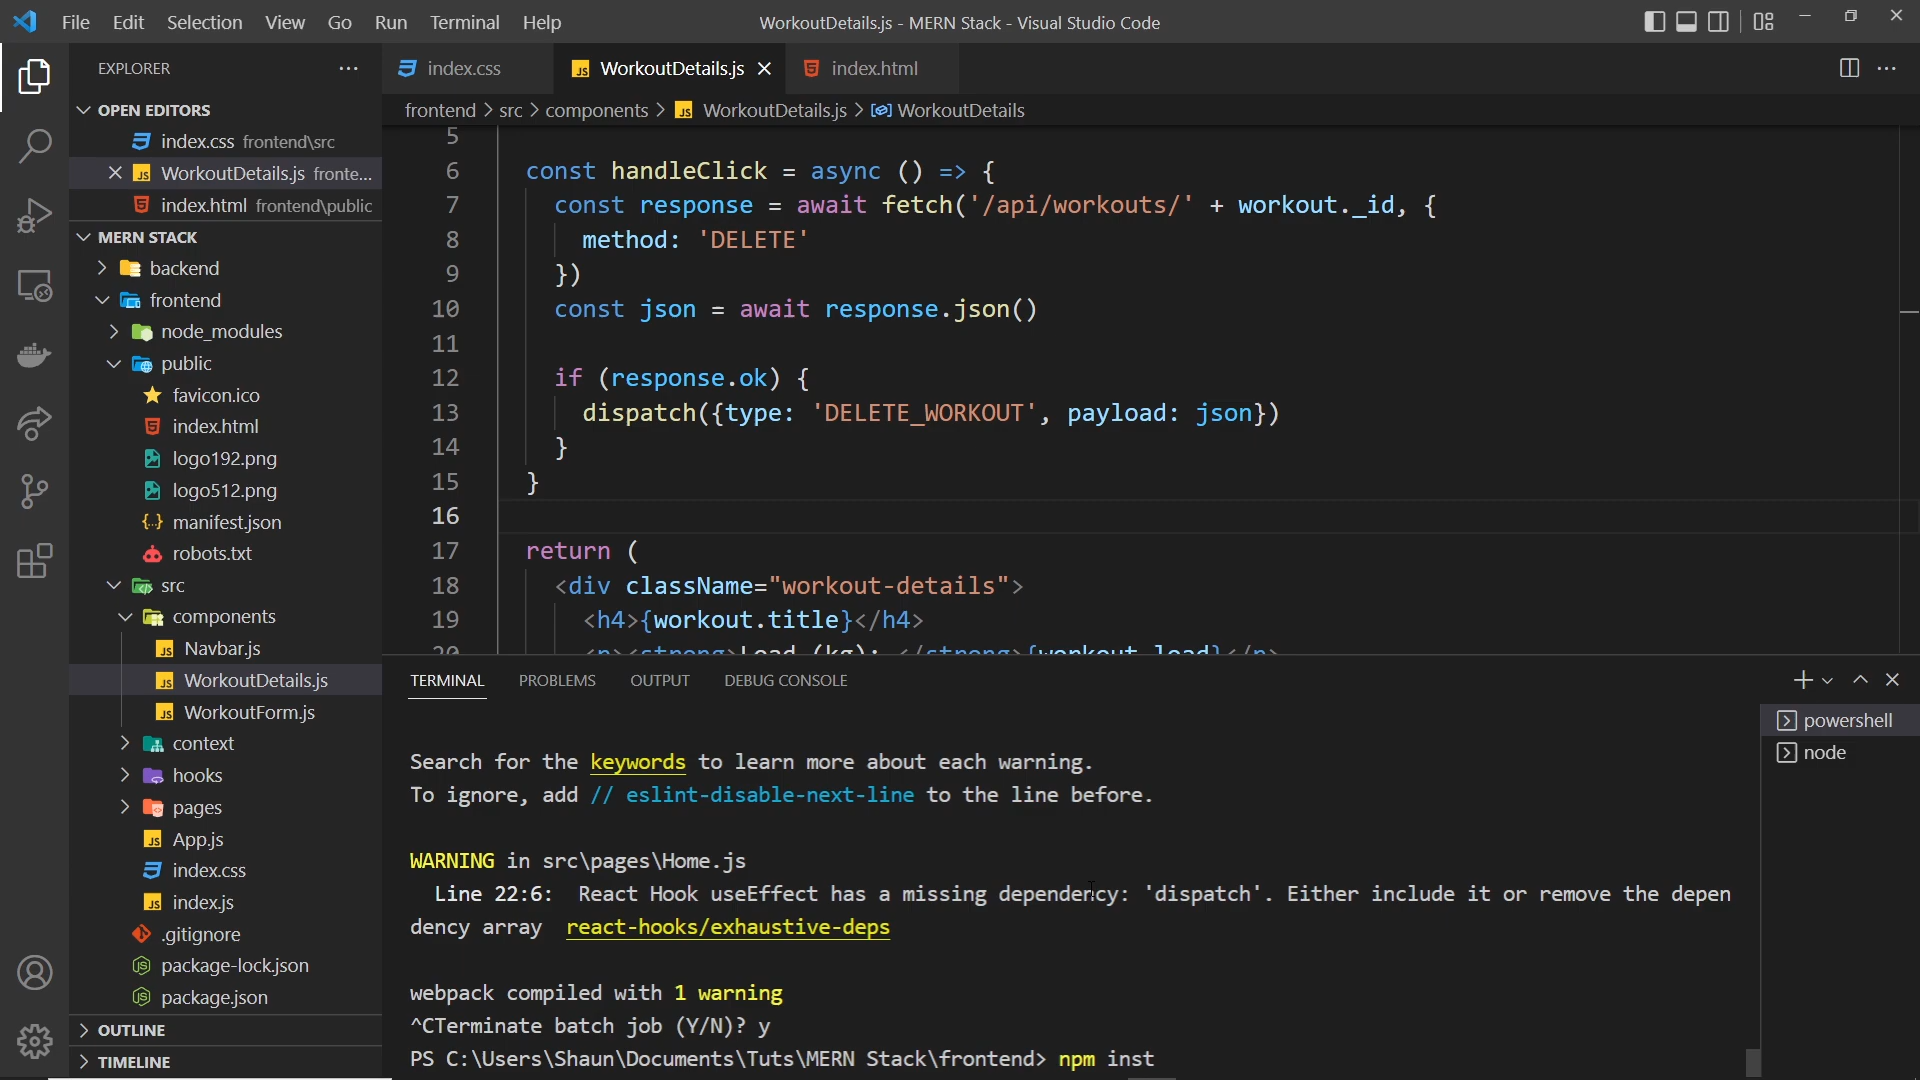 File Edit Selection View Go Run Terminal Help
WorkoutDetails.js - MERN Stack - Visual Studio Code
EXPLORER
OPEN EDITORS
index.css frontend\src
WorkoutDetails.js fronte...
index.html frontend\public
MERN STACK
backend
frontend
node_modules
public
favicon.ico
index.html
logo192.png
logo512.png
manifest.json
robots.txt
src
components
Navbar.js
WorkoutDetails.js
WorkoutForm.js
context
hooks
pages
App.js
index.css
index.js
.gitignore
package-lock.json
package.json
OUTLINE
TIMELINE
index.css WorkoutDetails.js index.html
frontend > src > components > WorkoutDetails.js > WorkoutDetails
5
6 const handleClick = async () => {
7 const response = await fetch('/api/workouts/' + workout._id, {
8 method: 'DELETE'
9 })
10 const json = await response.json()
11
12 if (response.ok) {
13 dispatch({type: 'DELETE_WORKOUT', payload: json})
14 }
15 }
16
17 return (
18 <div className="workout-details">
19 <h4>{workout.title}</h4>
20 <p><strong>Load (kg): </strong>{workout.load}</p>
TERMINAL PROBLEMS OUTPUT DEBUG CONSOLE
powershell
node
Search for the keywords to learn more about each warning.
To ignore, add // eslint-disable-next-line to the line before.
WARNING in src\pages\Home.js
Line 22:6: React Hook useEffect has a missing dependency: 'dispatch'. Either include it or remove the depen
dency array react-hooks/exhaustive-deps
webpack compiled with 1 warning
^CTerminate batch job (Y/N)? y
PS C:\Users\Shaun\Documents\Tuts\MERN Stack\frontend> npm inst